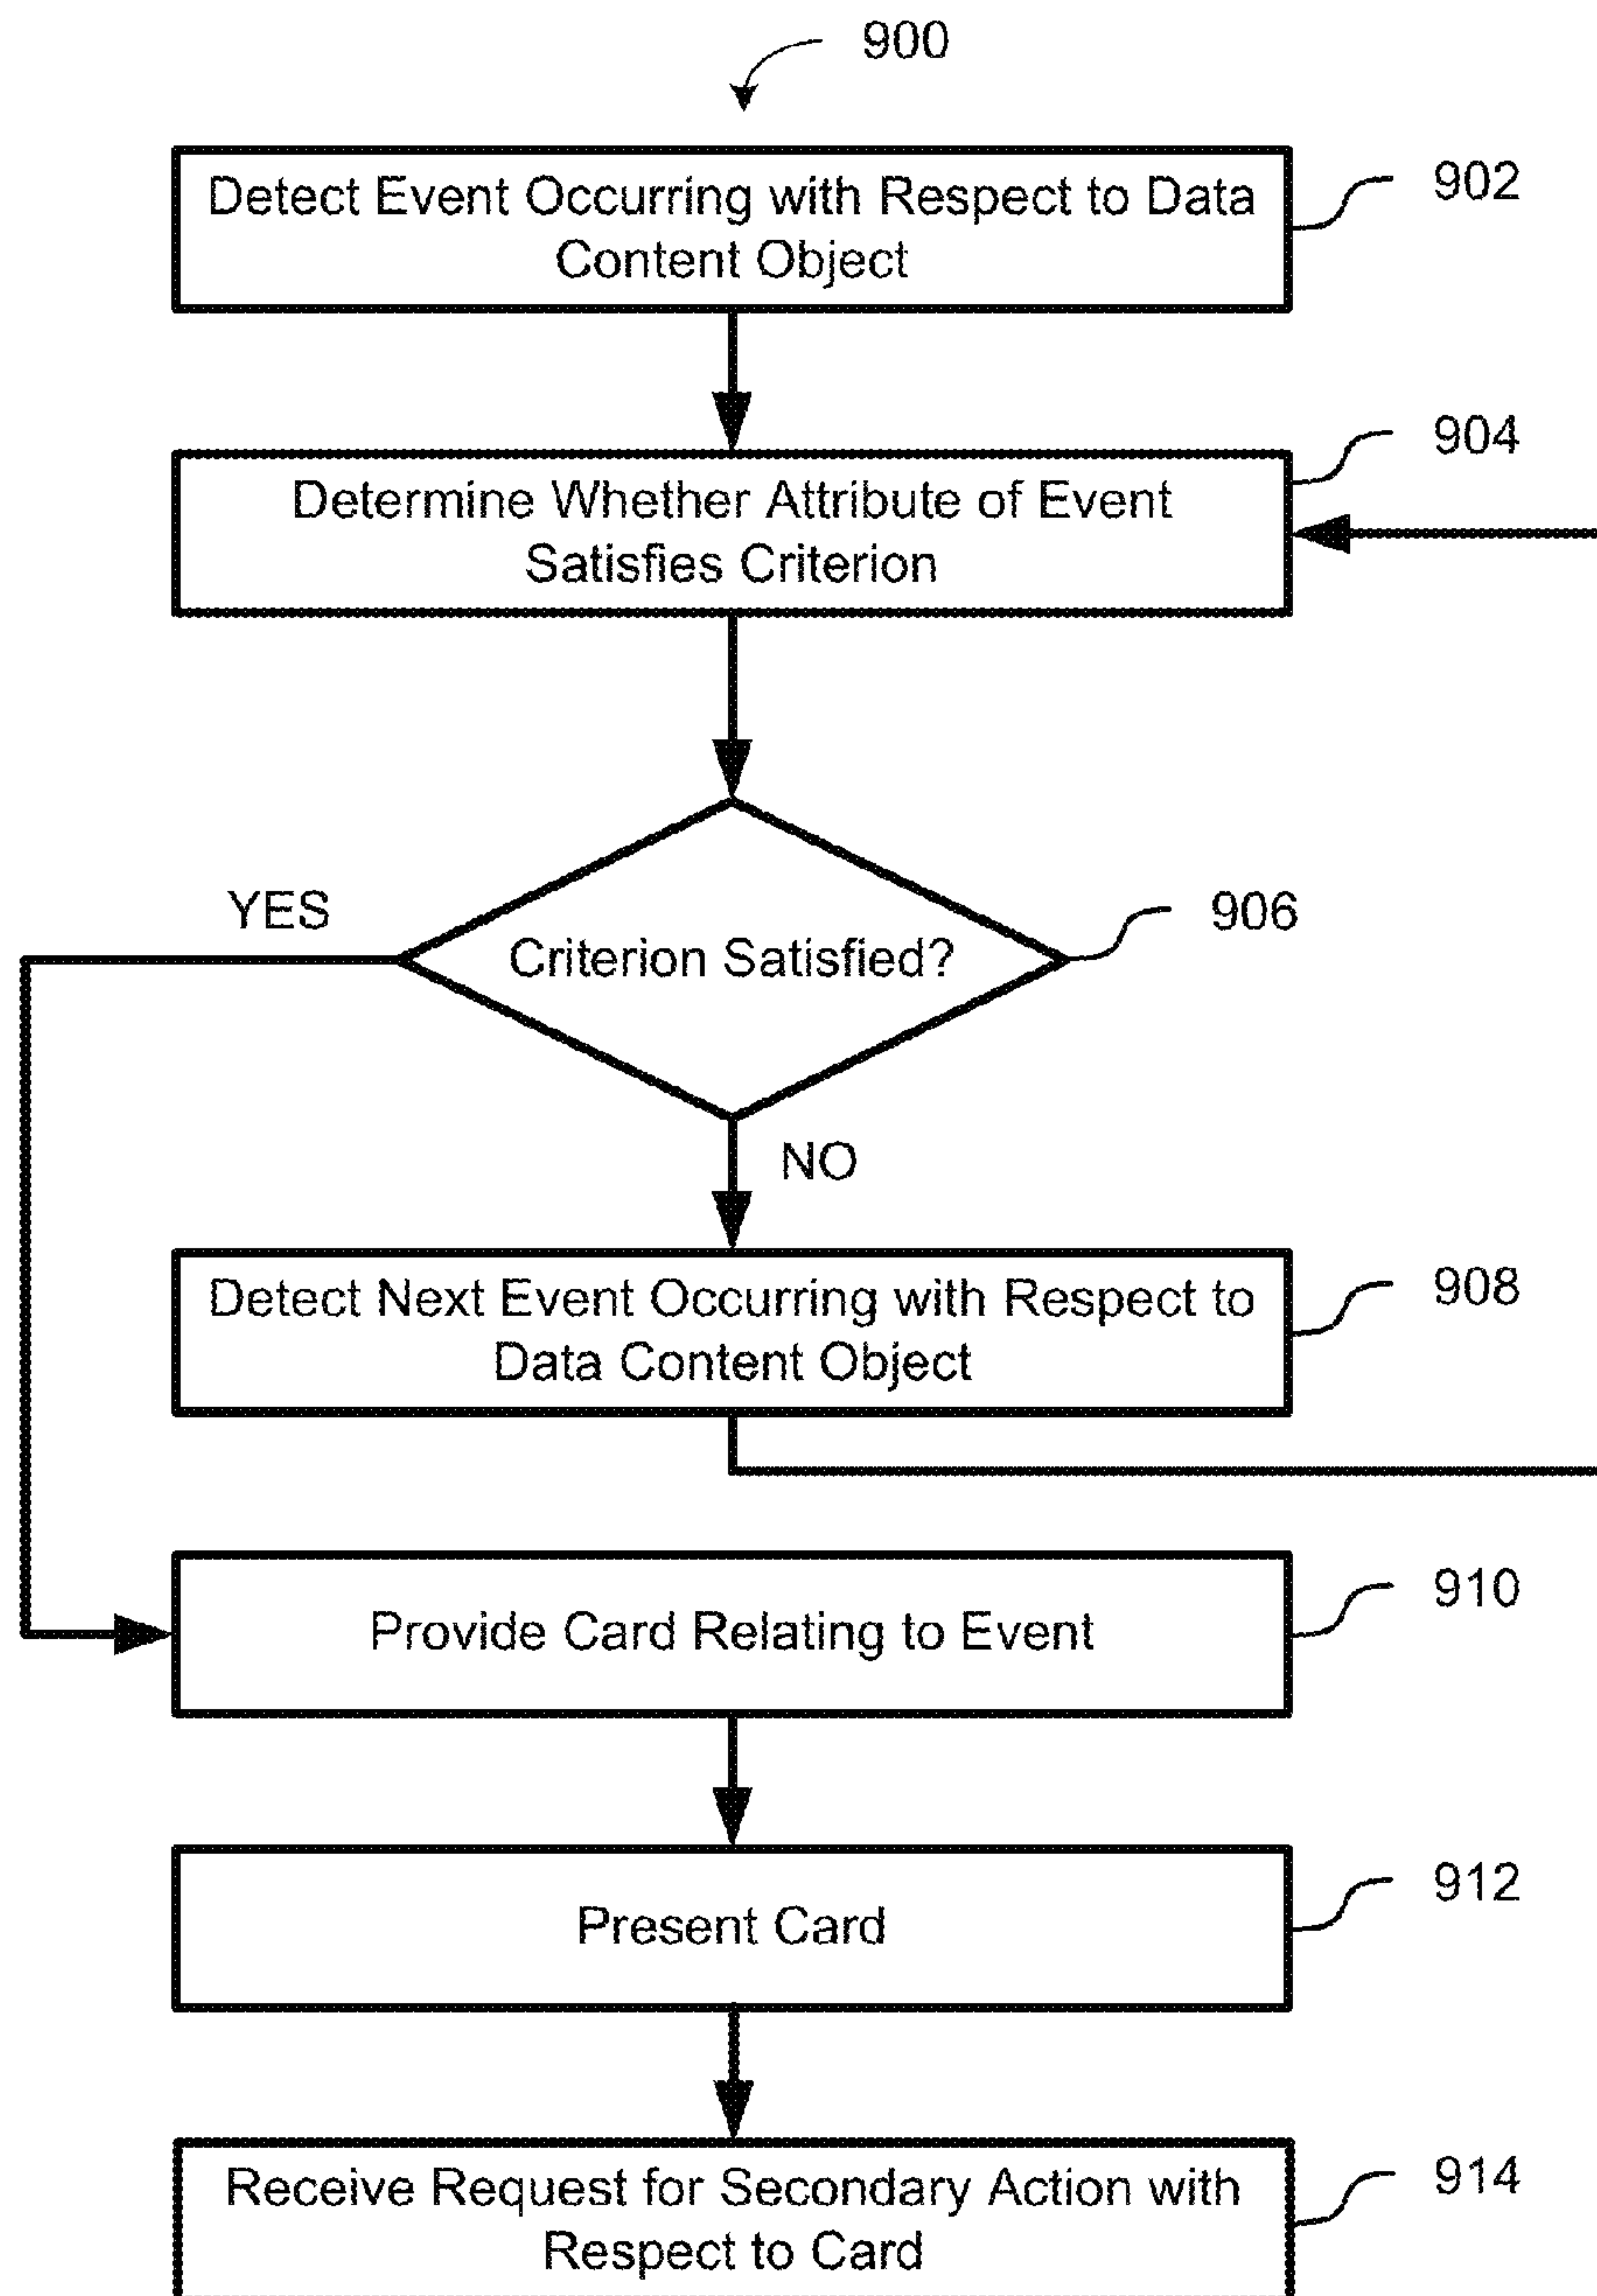 900
Detect Event Occurring with Respect to Data
Content Object
902
Determine Whether Attribute of Event
Satisfies Criterion
904
YES
Criterion Satisfied?
906
NO
Detect Next Event Occurring with Respect to
Data Content Object
908
Provide Card Relating to Event
910
Present Card
912
Receive Request for Secondary Action with
Respect to Card
914